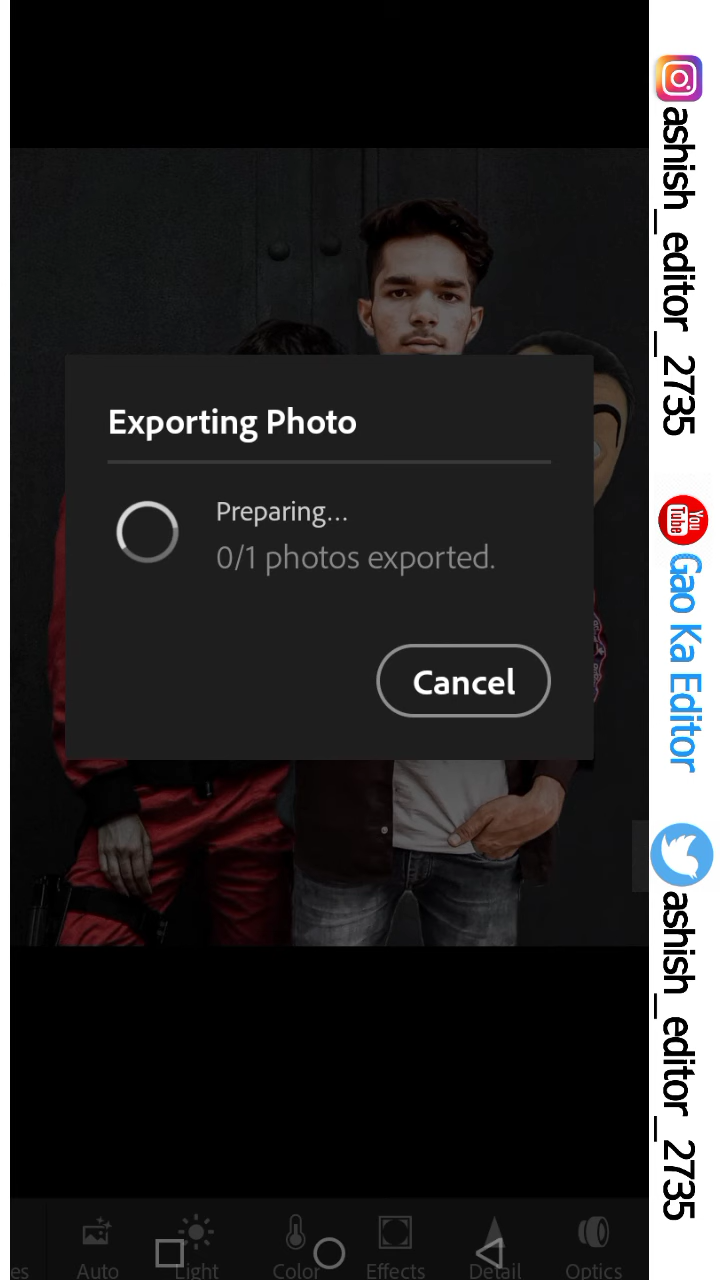 Exporting Photo
Preparing...
0/1 photos exported.
Cancel
es
Auto
Light
Color
Effects
Detail
Optics
ashish_editor_2735
You
Tube
Gao Ka Editor
ashish_editor_2735